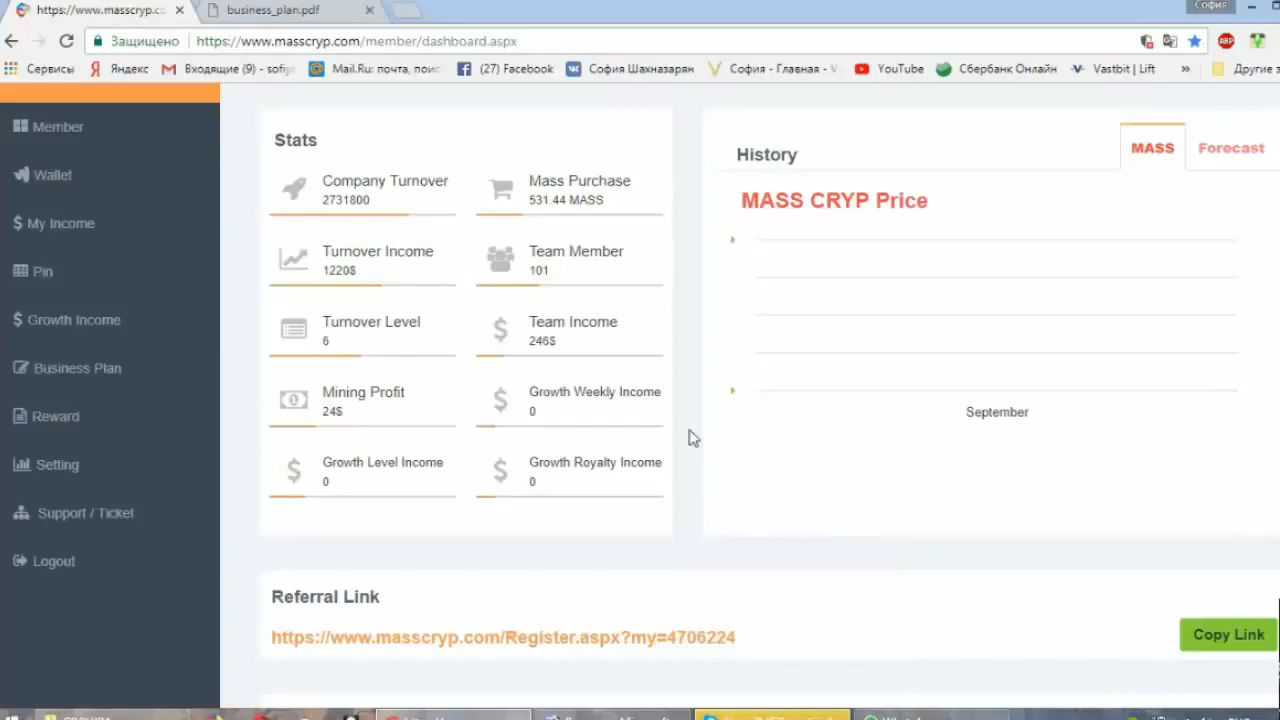 https://www.masscryp.co
business_plan.pdf
София
Защищено
https://www.masscryp.com/member/dashboard.aspx
ABP
Сервисы
Яндекс
Входящие (9) - sofiy
Mail.Ru: почта, поис
(27) Facebook
София Шахназарян
София - Главная - V
YouTube
Сбербанк Онлайн
Vastbit | Lift
»
Другие з
Member
Wallet
$ My Income
Pin
$ Growth Income
Business Plan
Reward
Setting
Support / Ticket
Logout
Stats
Company Turnover
2731800
Mass Purchase
531.44 MASS
Turnover Income
1220$
Team Member
101
Turnover Level
6
Team Income
246$
Mining Profit
24$
Growth Weekly Income
0
Growth Level Income
0
Growth Royalty Income
0
History
MASS
Forecast
MASS CRYP Price
September
Referral Link
https://www.masscryp.com/Register.aspx?my=4706224
Copy Link